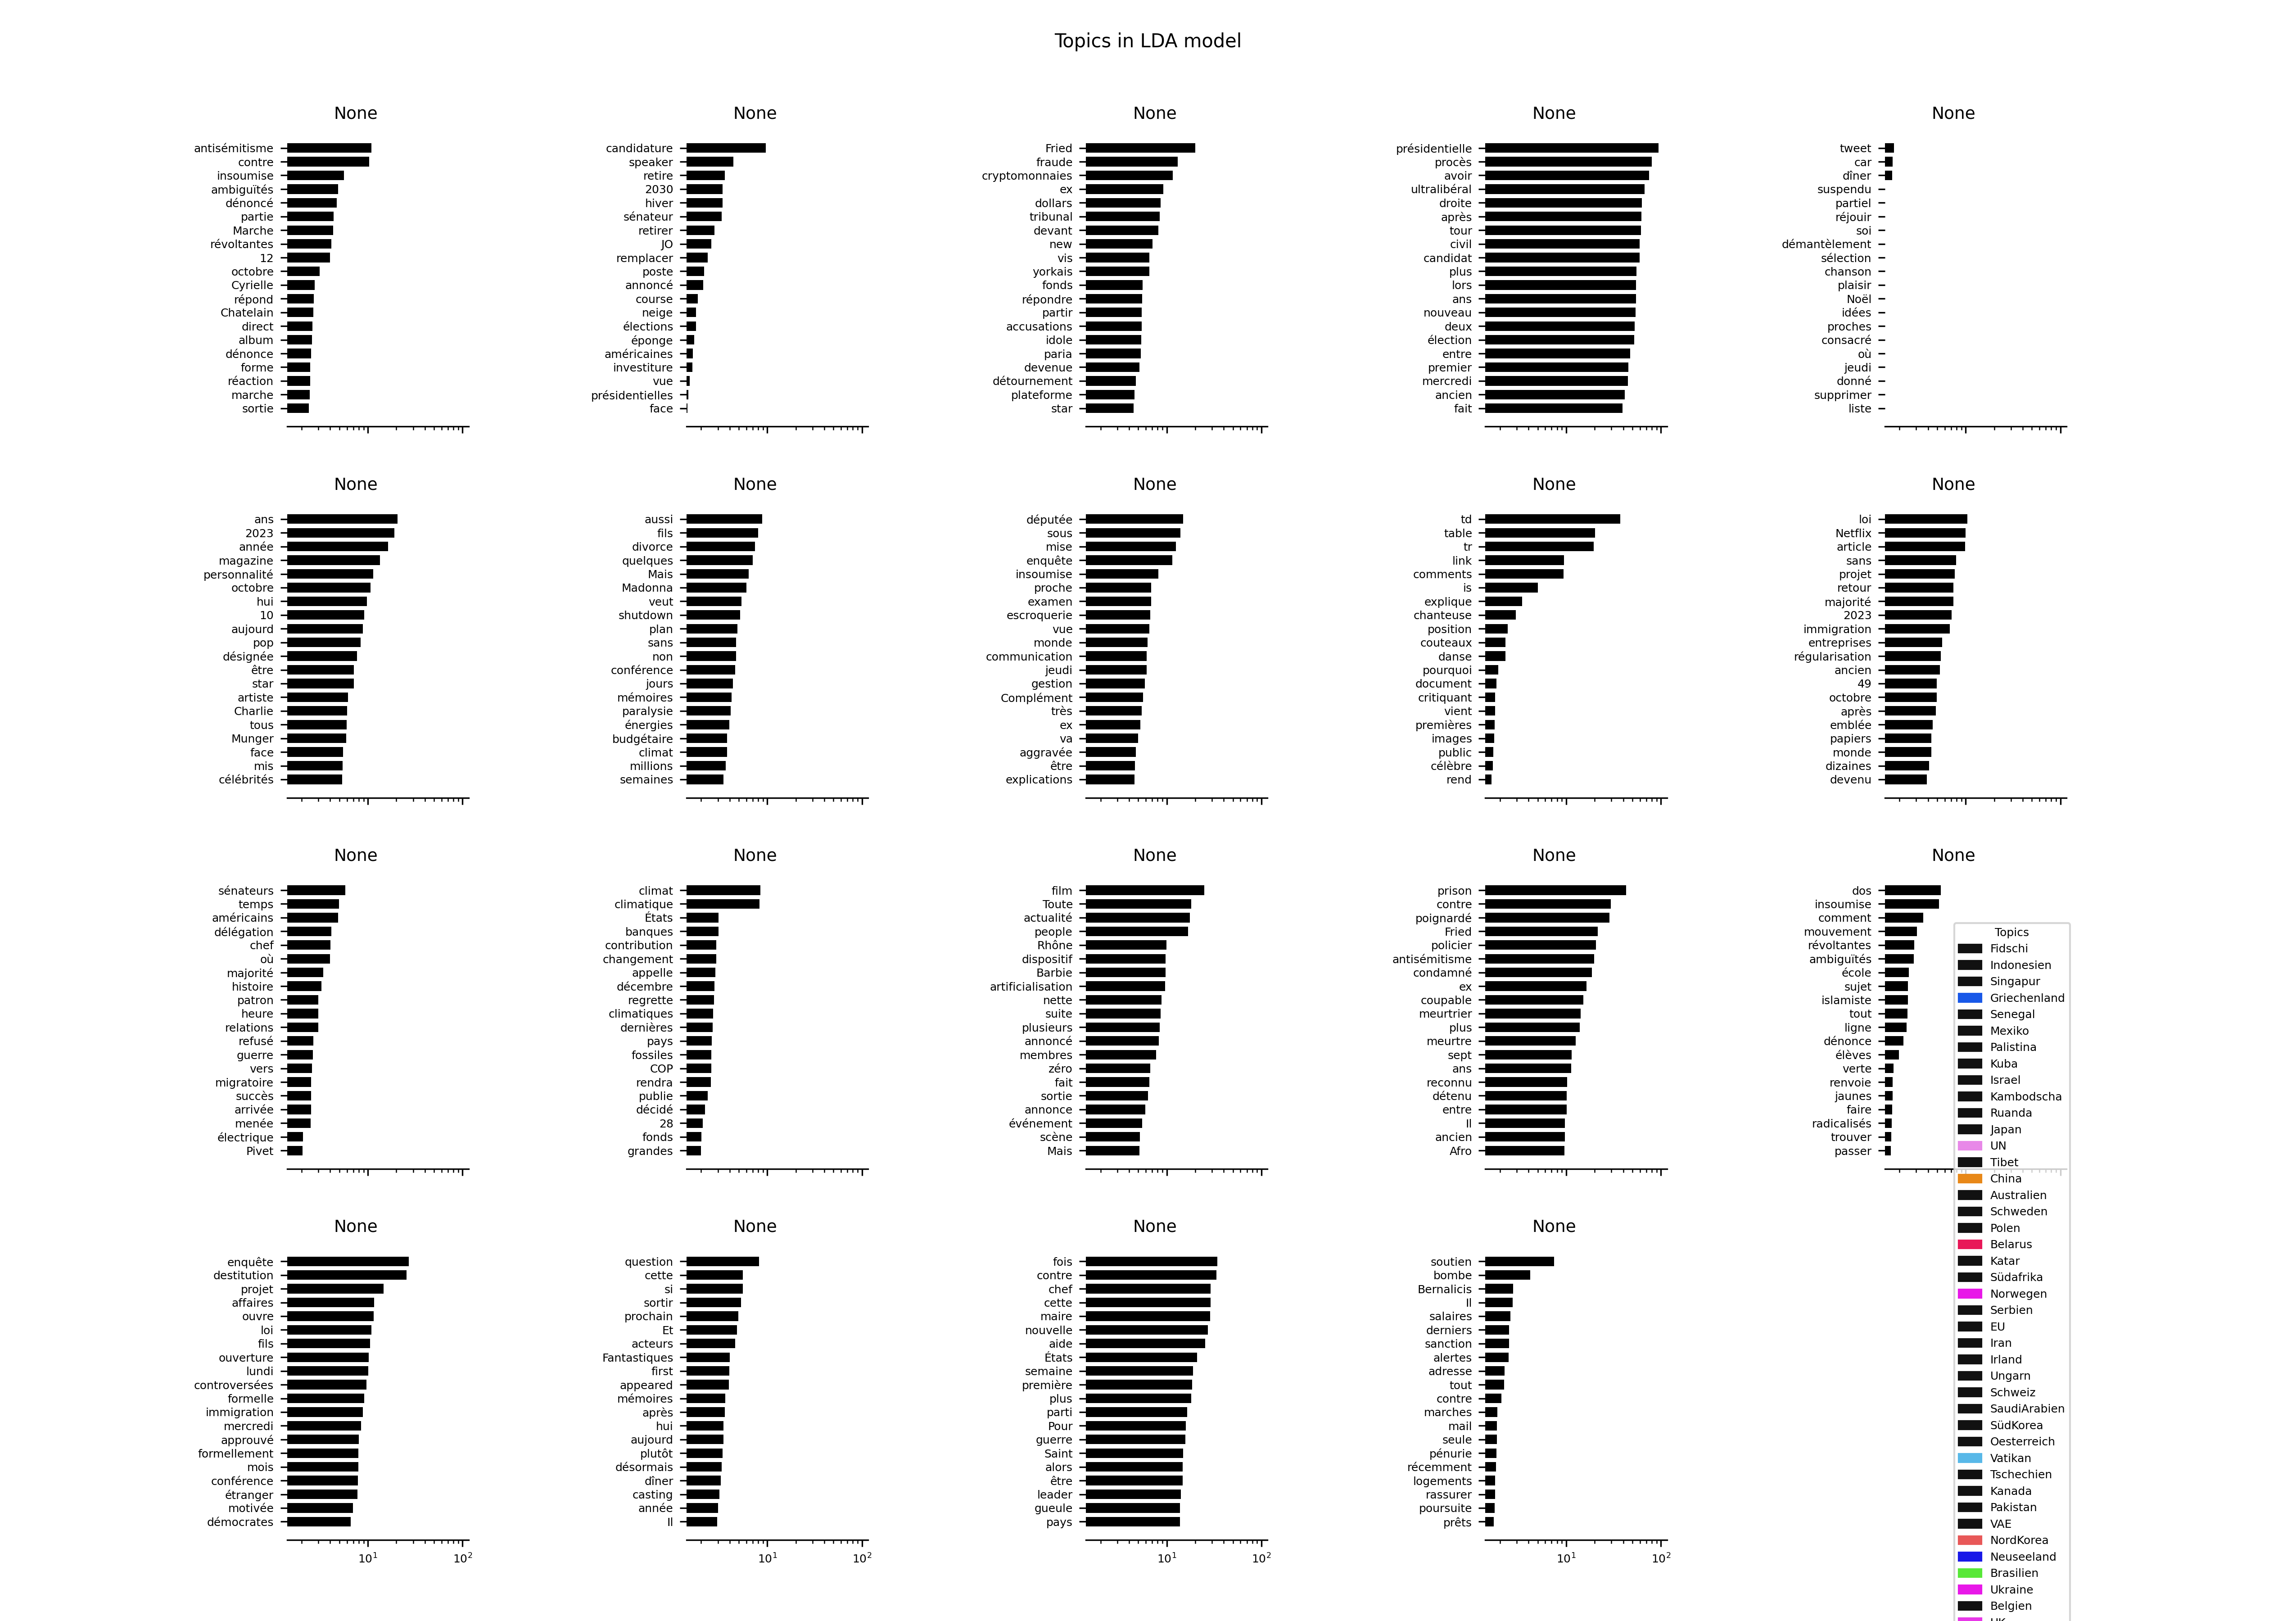 Topics in LDA model
None
antisémitisme
contre
insoumise
ambiguïtés
dénoncé
partie
Marche
révoltantes
12
octobre
Cyrielle
répond
Chatelain
direct
album
dénonce
forme
réaction
marche
sortie
None
candidature
speaker
retire
2030
hiver
sénateur
retirer
JO
remplacer
poste
annoncé
course
neige
élections
éponge
américaines
investiture
vue
présidentielles
face
None
Fried
fraude
cryptomonnaies
ex
dollars
tribunal
devant
new
vis
yorkais
fonds
répondre
partir
accusations
idole
paria
devenue
détournement
plateforme
star
None
présidentielle
procès
avoir
ultralibéral
droite
après
tour
civil
candidat
plus
lors
ans
nouveau
deux
élection
entre
premier
mercredi
ancien
fait
None
tweet
car
dîner
suspendu
partiel
réjouir
soi
démantèlement
sélection
chanson
plaisir
Noël
idées
proches
consacré
où
jeudi
donné
supprimer
liste
None
ans
2023
année
magazine
personnalité
octobre
hui
10
aujourd
pop
désignée
être
star
artiste
Charlie
tous
Munger
face
mis
célébrités
None
aussi
fils
divorce
quelques
Mais
Madonna
veut
shutdown
plan
sans
non
conférence
jours
mémoires
paralysie
énergies
budgétaire
climat
millions
semaines
None
députée
sous
mise
enquête
insoumise
proche
examen
escroquerie
vue
monde
communication
jeudi
gestion
Complément
très
ex
va
aggravée
être
explications
None
td
table
tr
link
comments
is
explique
chanteuse
position
couteaux
danse
pourquoi
document
critiquant
vient
premières
images
public
célèbre
rend
None
loi
Netflix
article
sans
projet
retour
majorité
2023
immigration
entreprises
régularisation
ancien
49
octobre
après
emblée
papiers
monde
dizaines
devenu
None
sénateurs
temps
américains
délégation
chef
où
majorité
histoire
patron
heure
relations
refusé
guerre
vers
migratoire
succès
arrivée
menée
électrique
Pivet
None
climat
climatique
États
banques
contribution
changement
appelle
décembre
regrette
climatiques
dernières
pays
fossiles
COP
rendra
publie
décidé
28
fonds
grandes
None
film
Toute
actualité
people
Rhône
dispositif
Barbie
artificialisation
nette
suite
plusieurs
annoncé
membres
zéro
fait
sortie
annonce
événement
scène
Mais
None
prison
contre
poignardé
Fried
policier
antisémitisme
condamné
ex
coupable
meurtrier
plus
meurtre
sept
ans
reconnu
détenu
entre
Il
ancien
Afro
None
dos
insoumise
comment
mouvement
révoltantes
ambiguïtés
école
sujet
islamiste
tout
ligne
dénonce
élèves
verte
renvoie
jaunes
faire
radicalisés
trouver
passer
None
enquête
destitution
projet
affaires
ouvre
loi
fils
ouverture
lundi
controversées
formelle
immigration
mercredi
approuvé
formellement
mois
conférence
étranger
motivée
démocrates
10¹ 10²
None
question
cette
si
sortir
prochain
Et
acteurs
Fantastiques
first
appeared
mémoires
après
hui
aujourd
plutôt
désormais
dîner
casting
année
Il
10¹ 10²
None
fois
contre
chef
cette
maire
nouvelle
aide
États
semaine
première
plus
parti
Pour
guerre
Saint
alors
être
leader
gueule
pays
10¹ 10²
None
soutien
bombe
Bernalicis
Il
salaires
derniers
sanction
alertes
adresse
tout
contre
marches
mail
seule
pénurie
récemment
logements
rassurer
poursuite
prêts
10¹ 10²
Topics
Fidschi
Indonesien
Singapur
Griechenland
Senegal
Mexiko
Palistina
Kuba
Israel
Kambodscha
Ruanda
Japan
UN
Tibet
China
Australien
Schweden
Polen
Belarus
Katar
Südafrika
Norwegen
Serbien
EU
Iran
Irland
Ungarn
Schweiz
SaudiArabien
SüdKorea
Oesterreich
Vatikan
Tschechien
Kanada
Pakistan
VAE
NordKorea
Neuseeland
Brasilien
Ukraine
Belgien